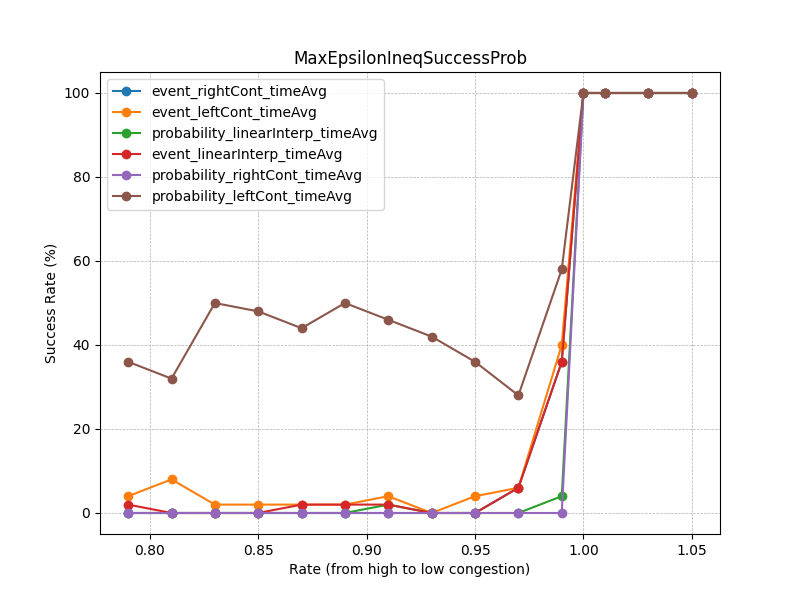 MaxEpsilonIneqSuccessProb
event_rightCont_timeAvg
event_leftCont_timeAvg
probability_linearInterp_timeAvg
event_linearInterp_timeAvg
probability_rightCont_timeAvg
probability_leftCont_timeAvg
Success Rate (%)
100
80
60
40
20
0
0.80 0.85 0.90 0.95 1.00 1.05
Rate (from high to low congestion)